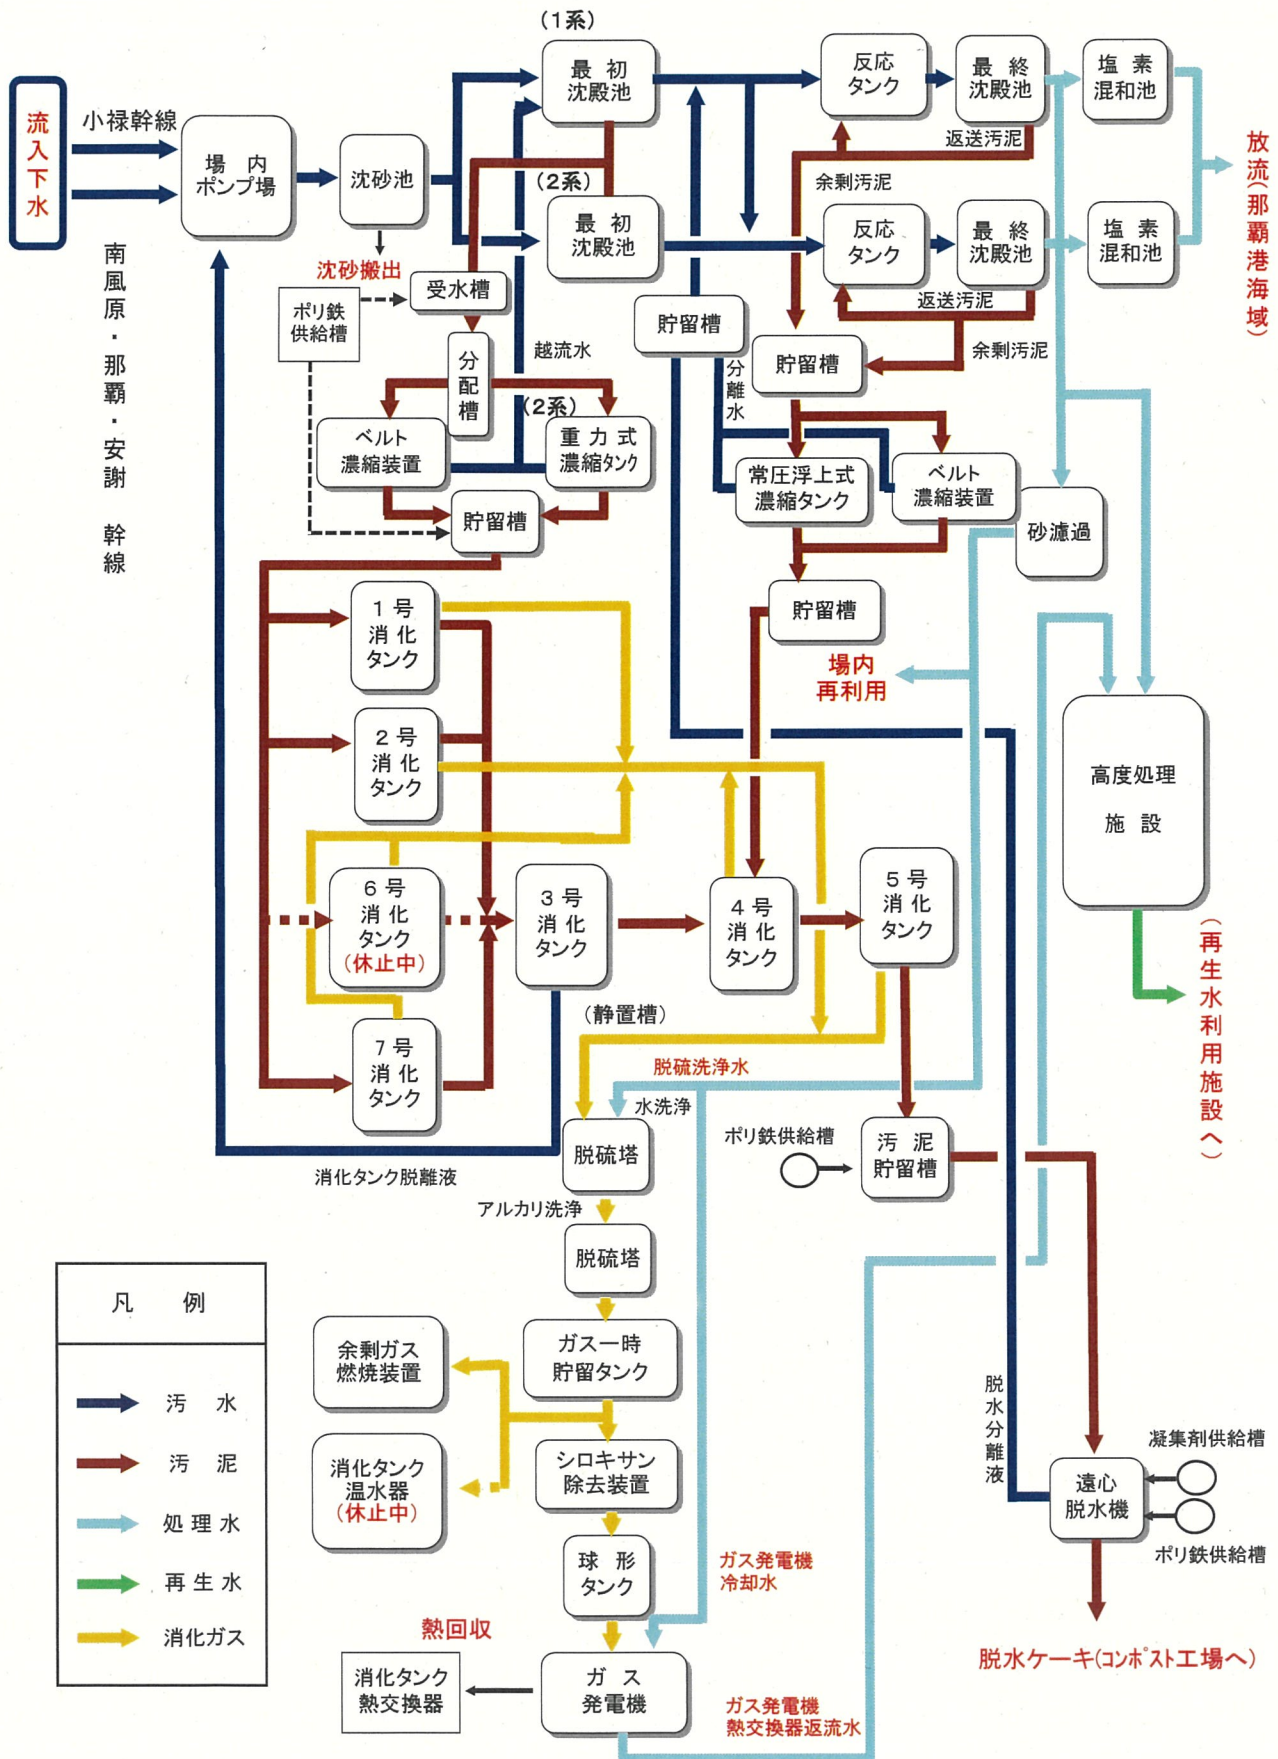 (1系)
流入下水
小禄幹線
南風原・那覇・安謝 幹線
場内
ポンプ場
沈砂池
沈砂搬出
最初
沈殿池
(2系)
最初
沈殿池
反応
タンク
最終
沈殿池
塩素
混和池
返送汚泥
余剰汚泥
反応
タンク
最終
沈殿池
塩素
混和池
返送汚泥
余剰汚泥
放流(那覇港海域)
ポリ鉄
供給槽
受水槽
分配槽
越流水
(2系)
ベルト
濃縮装置
重力式
濃縮タンク
貯留槽
貯留槽
分離水
貯留槽
常圧浮上式
濃縮タンク
ベルト
濃縮装置
砂濾過
貯留槽
場内
再利用
1号
消化
タンク
2号
消化
タンク
6号
消化
タンク
(休止中)
7号
消化
タンク
3号
消化
タンク
(静置槽)
4号
消化
タンク
5号
消化
タンク
高度処理
施設
(再生水利用施設へ)
脱硫洗浄水
水洗浄
消化タンク脱離液
脱硫塔
アルカリ洗浄
脱硫塔
ポリ鉄供給槽
汚泥
貯留槽
ガス一時
貯留タンク
余剰ガス
燃焼装置
消化タンク
温水器
(休止中)
シロキサン
除去装置
球形
タンク
ガス発電機
冷却水
熱回収
消化タンク
熱交換器
ガス
発電機
ガス発電機
熱交換器返流水
脱水分離液
遠心
脱水機
凝集剤供給槽
ポリ鉄供給槽
脱水ケーキ(コンポスト工場へ)
凡例
汚水
汚泥
処理水
再生水
消化ガス